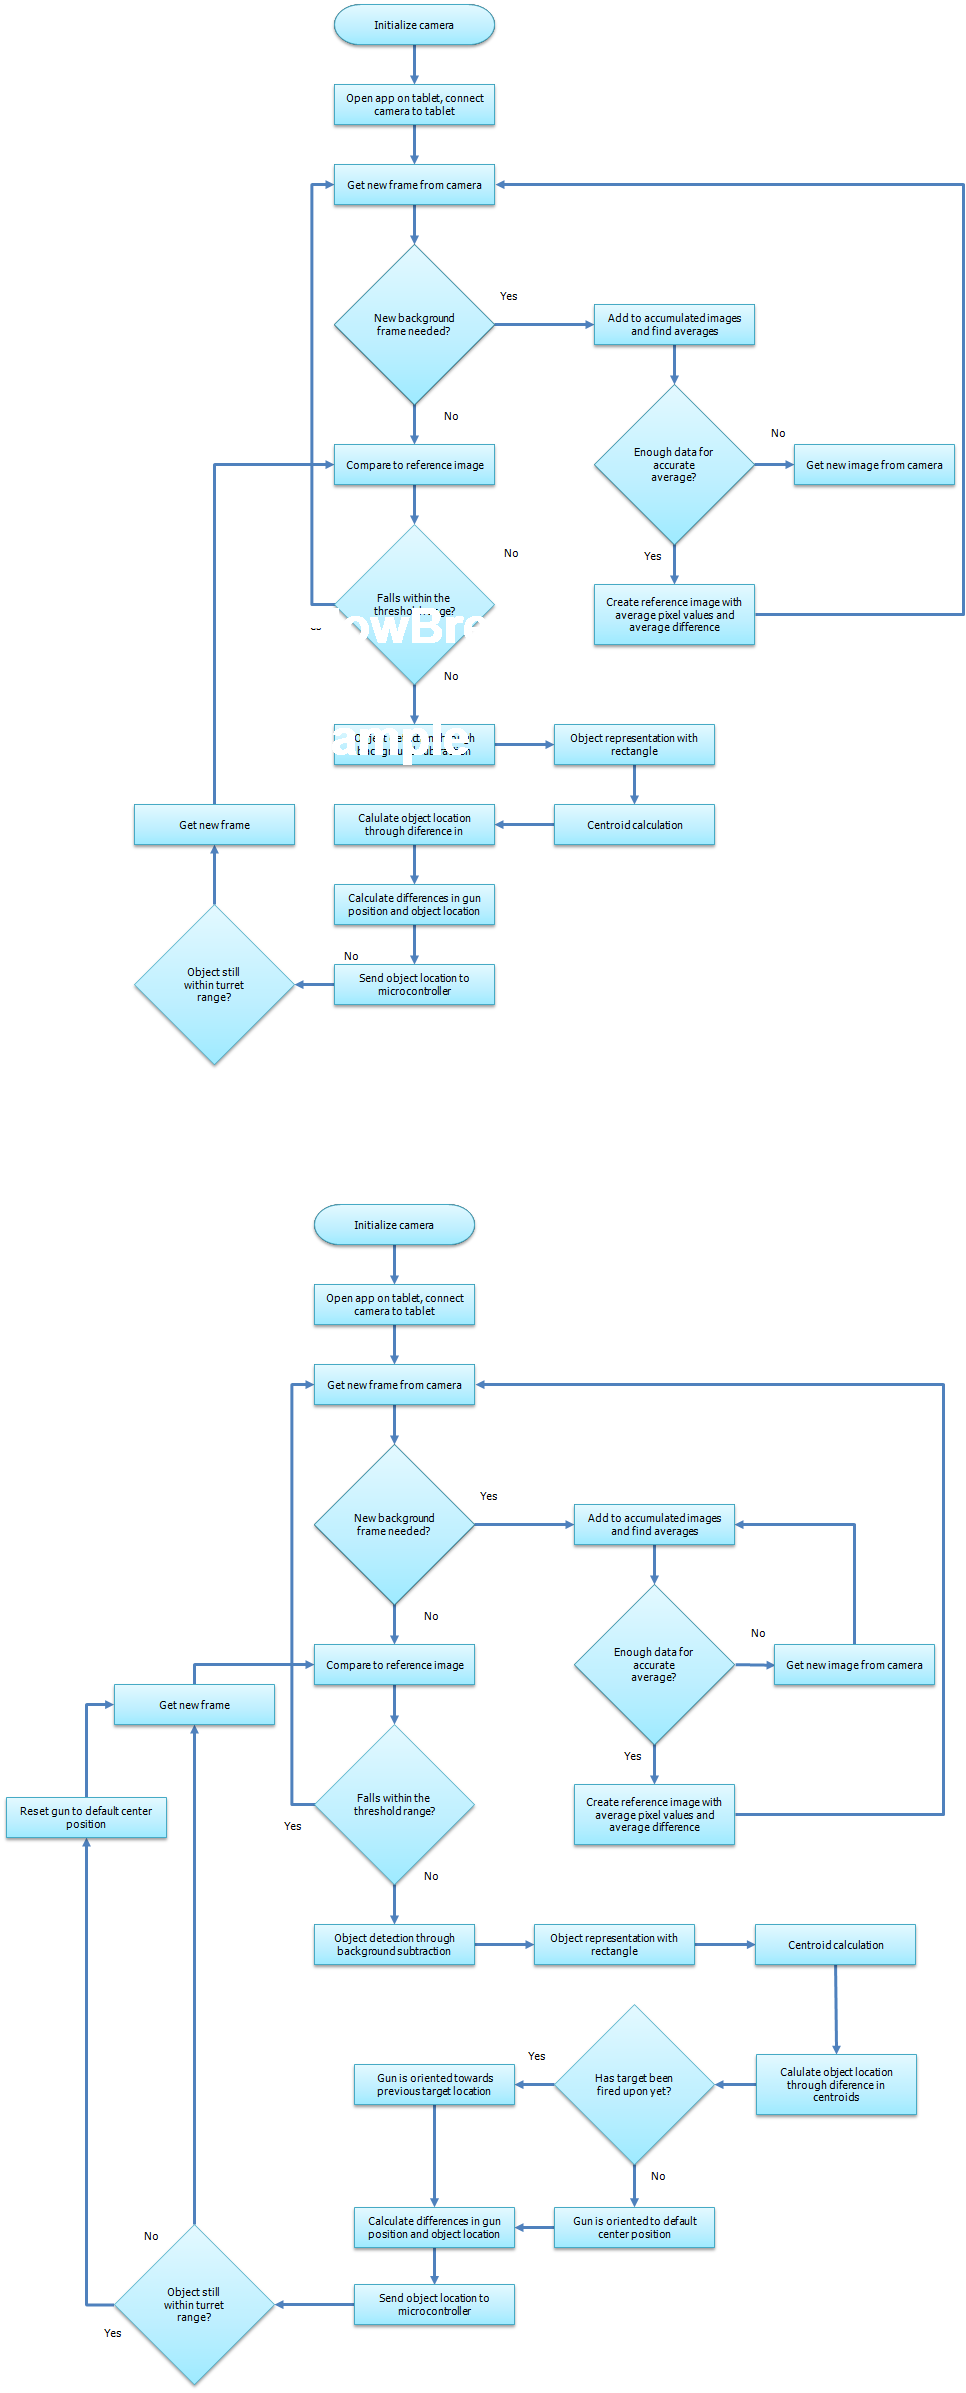 Initialize camera
Open app on tablet, connect
camera to tablet
Get new frame from camera
New background
frame needed?
Yes
Add to accumulated images
and find averages
No
Enough data for
accurate
average?
No
Get new image from camera
Compare to reference image
Yes
Create reference image with
average pixel values and
average difference
No
Falls within the
threshold range?
No
Object detection through
background subtraction
Object representation with
rectangle
Centroid calculation
Calulate object location
through diference in
Calculate differences in gun
position and object location
No
Send object location to
microcontroller
Object still
within turret
range?
Get new frame
Initialize camera
Open app on tablet, connect
camera to tablet
Get new frame from camera
New background
frame needed?
Yes
Add to accumulated images
and find averages
No
Enough data for
accurate
average?
No
Get new image from camera
Compare to reference image
Get new frame
Yes
Create reference image with
average pixel values and
average difference
Reset gun to default center
position
Falls within the
threshold range?
Yes
No
Object detection through
background subtraction
Object representation with
rectangle
Centroid calculation
Calulate object location
through diference in
centroids
Has target been
fired upon yet?
Yes
Gun is oriented towards
previous target location
No
Gun is oriented to default
center position
Calculate differences in gun
position and object location
Send object location to
microcontroller
No
Object still
within turret
range?
Yes